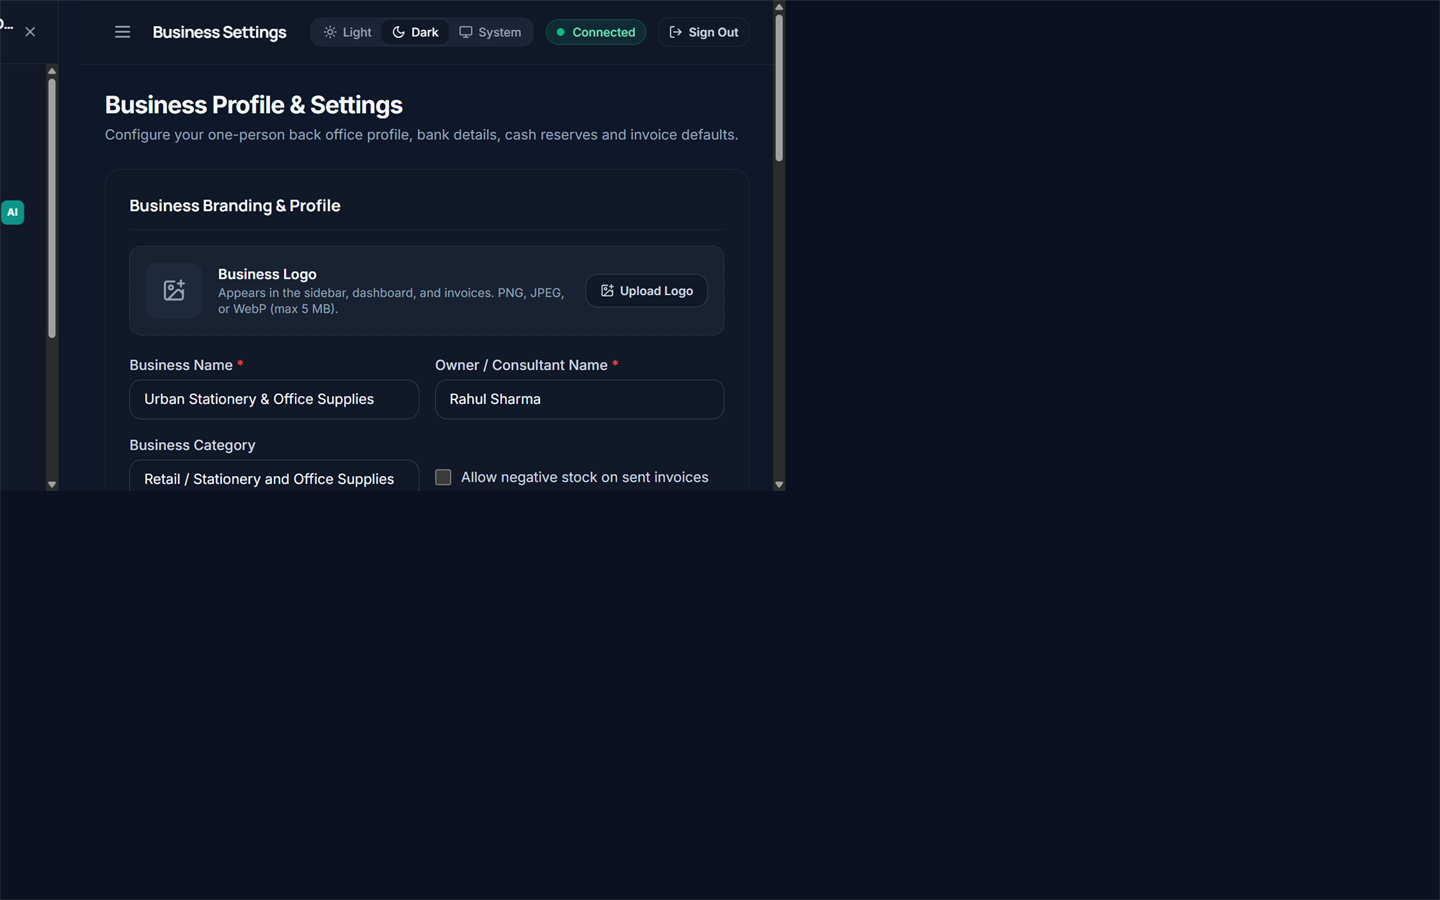 Business Settings
Light
Dark
System
Connected
Sign Out
Business Profile & Settings
Configure your one-person back office profile, bank details, cash reserves and invoice defaults.
AI
Business Branding & Profile
Business Logo
Appears in the sidebar, dashboard, and invoices. PNG, JPEG,
or WebP (max 5 MB).
Upload Logo
Business Name *
Owner / Consultant Name *
Urban Stationery & Office Supplies
Rahul Sharma
Business Category
Retail / Stationery and Office Supplies
Allow negative stock on sent invoices